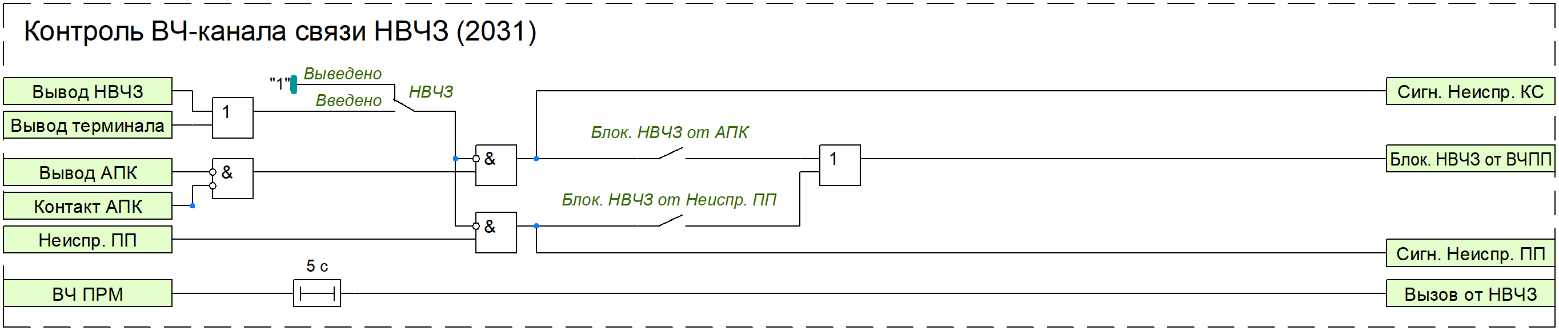 Контроль ВЧ-канала связи НВЧЗ (2031)
Вывод НВЧЗ
Вывод терминала
1
"1"
Выведено
Введено
НВЧЗ
Вывод АПК
Контакт АПК
&
Неиспр. ПП
&
&
Блок. НВЧЗ от АПК
Блок. НВЧЗ от Неиспр. ПП
1
Сигн. Неиспр. КС
Блок. НВЧЗ от ВЧПП
Сигн. Неиспр. ПП
ВЧ ПРМ
5 с
Вызов от НВЧЗ